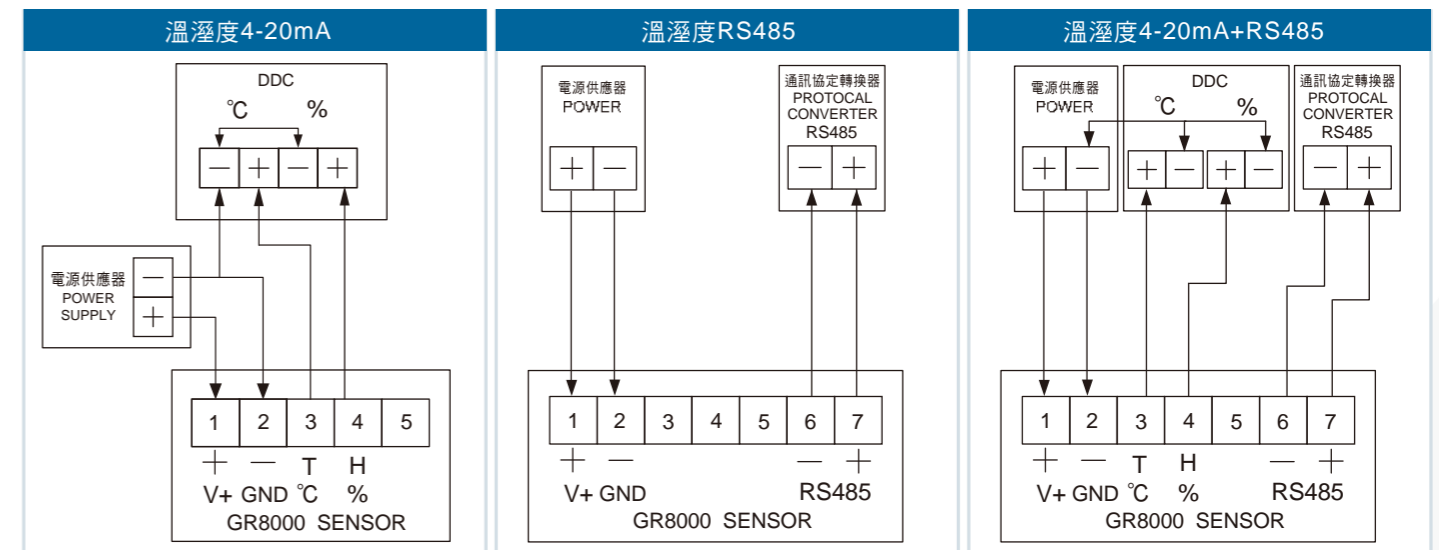 溫溼度4-20mA
DDC
℃ %
− + − +
電源供應器
POWER
SUPPLY
−
+
1 2 3 4 5
+ − T H
V+ GND ℃ %
GR8000 SENSOR
溫溼度RS485
電源供應器
POWER
+ −
通訊協定轉換器
PROTOCAL
CONVERTER
RS485
− +
1 2 3 4 5 6 7
+ − − +
V+ GND RS485
GR8000 SENSOR
溫溼度4-20mA+RS485
電源供應器
POWER
+ −
DDC
℃ %
+ − + −
通訊協定轉換器
PROTOCAL
CONVERTER
RS485
− +
1 2 3 4 5 6 7
+ − T H − +
V+ GND ℃ % RS485
GR8000 SENSOR